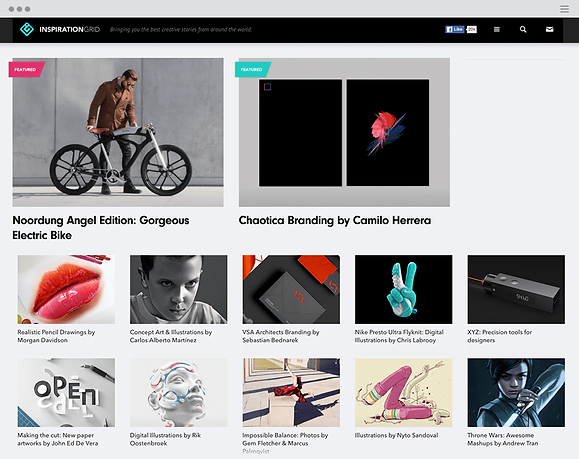 INSPIRATIONGRID
Bringing you the best creative stories from around the world.
Like
30k
FEATURED
FEATURED
Noordung Angel Edition: Gorgeous
Electric Bike
Chaotica Branding by Camilo Herrera
Realistic Pencil Drawings by
Morgan Davidson
Concept Art & Illustrations by
Carlos Alberto Martínez
VSA Architects Branding by
Sebastian Bednarek
Nike Presto Ultra Flyknit: Digital
Illustrations by Chris Labrooy
XYZ: Precision tools for
designers
OPEN
Making the cut: New paper
artworks by John Ed De Vera
Digital Illustrations by Rik
Oostenbroek
Impossible Balance: Photos by
Gem Fletcher & Marcus
Palmqvist
Illustrations by Nyto Sandoval
Throne Wars: Awesome
Mashups by Andrew Tran